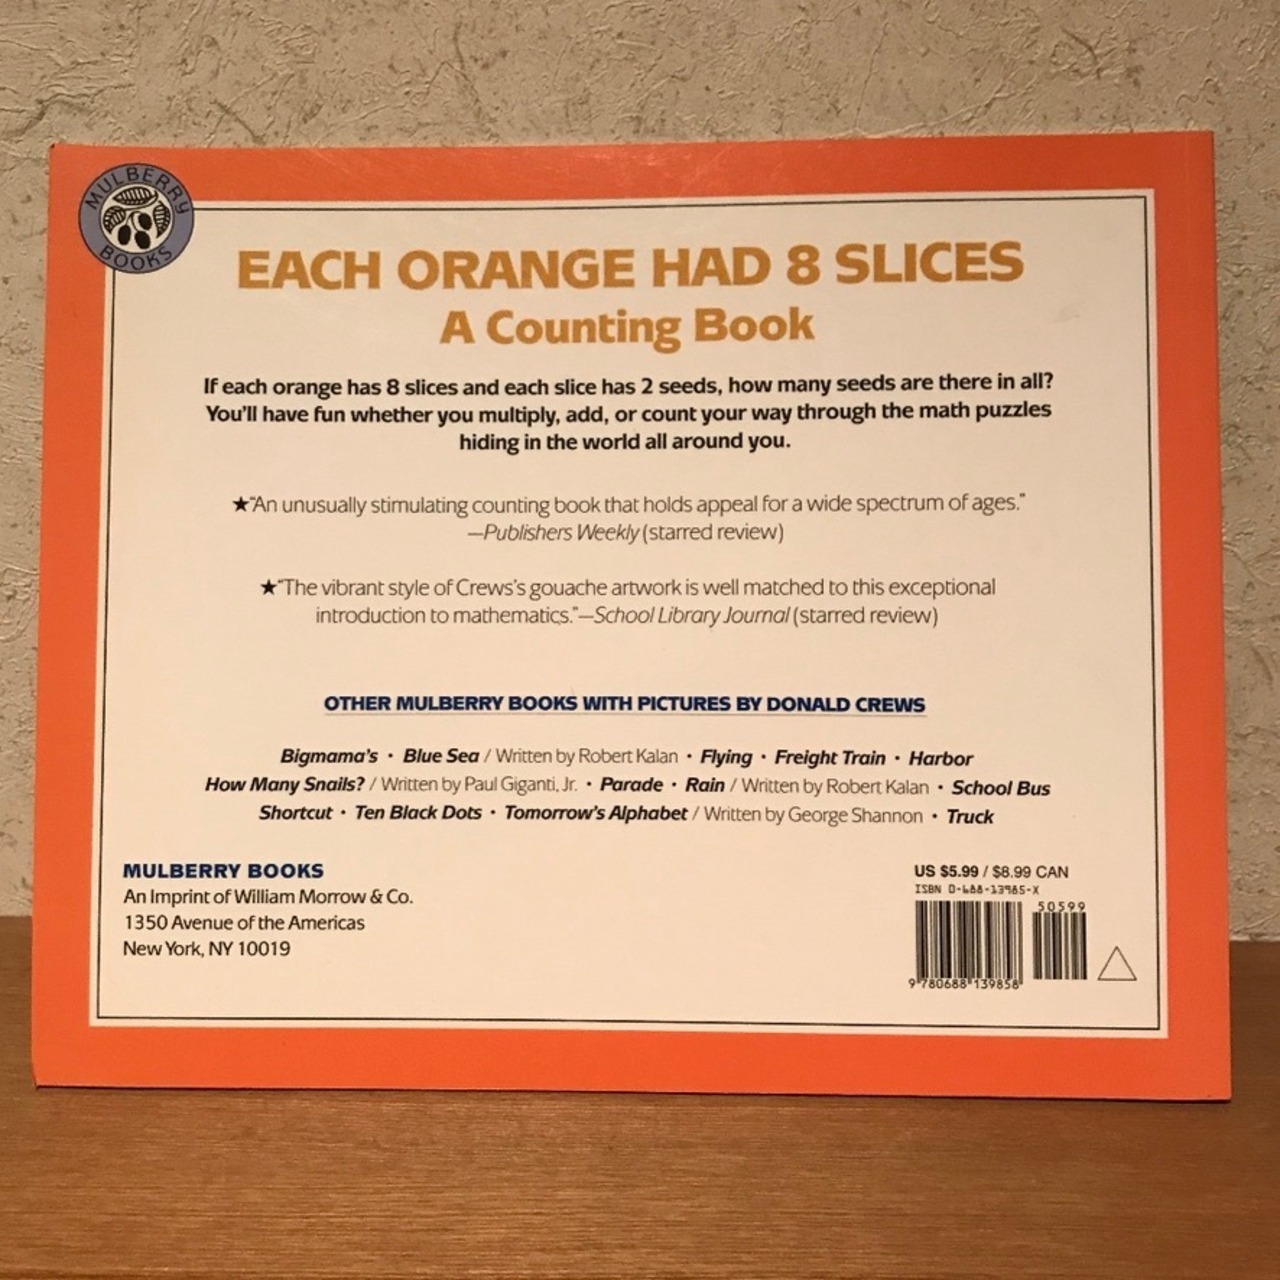 MULBERRY
BOOKS
EACH ORANGE HAD 8 SLICES
A Counting Book
If each orange has 8 slices and each slice has 2 seeds, how many seeds are there in all?
You'll have fun whether you multiply, add, or count your way through the math puzzles
hiding in the world all around you.
★"An unusually stimulating counting book that holds appeal for a wide spectrum of ages."
—Publishers Weekly (starred review)
★"The vibrant style of Crews's gouache artwork is well matched to this exceptional
introduction to mathematics."—School Library Journal (starred review)
OTHER MULBERRY BOOKS WITH PICTURES BY DONALD CREWS
Bigmama's • Blue Sea / Written by Robert Kalan • Flying • Freight Train • Harbor
How Many Snails? / Written by Paul Giganti, Jr. • Parade • Rain / Written by Robert Kalan • School Bus
Shortcut • Ten Black Dots • Tomorrow's Alphabet / Written by George Shannon • Truck
MULBERRY BOOKS
An Imprint of William Morrow & Co.
1350 Avenue of the Americas
New York, NY 10019
US $5.99 / $8.99 CAN
ISBN 0-688-13985-X
50599
9 780688 139858